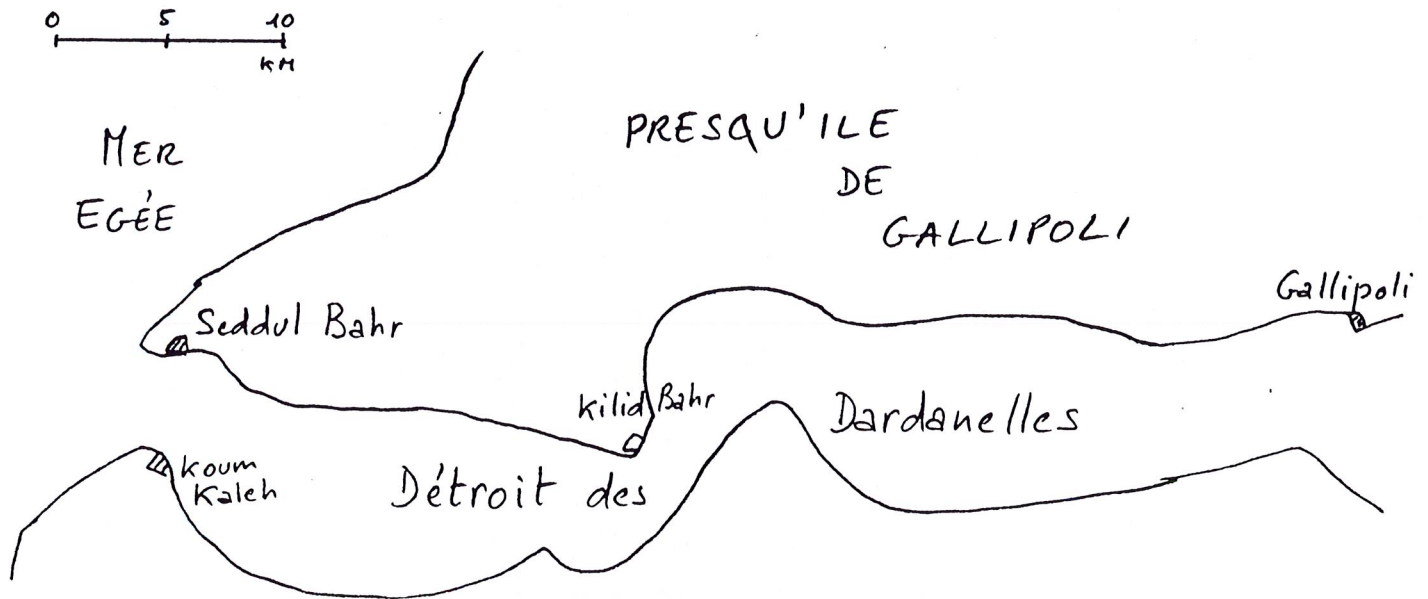 0 5 10
KM
MER
EGÉE
PRESQU'ILE
DE
GALLIPOLI
Gallipoli
Seddul Bahr
Kilid Bahr
Dardanelles
Koum
Kaleh
Détroit des